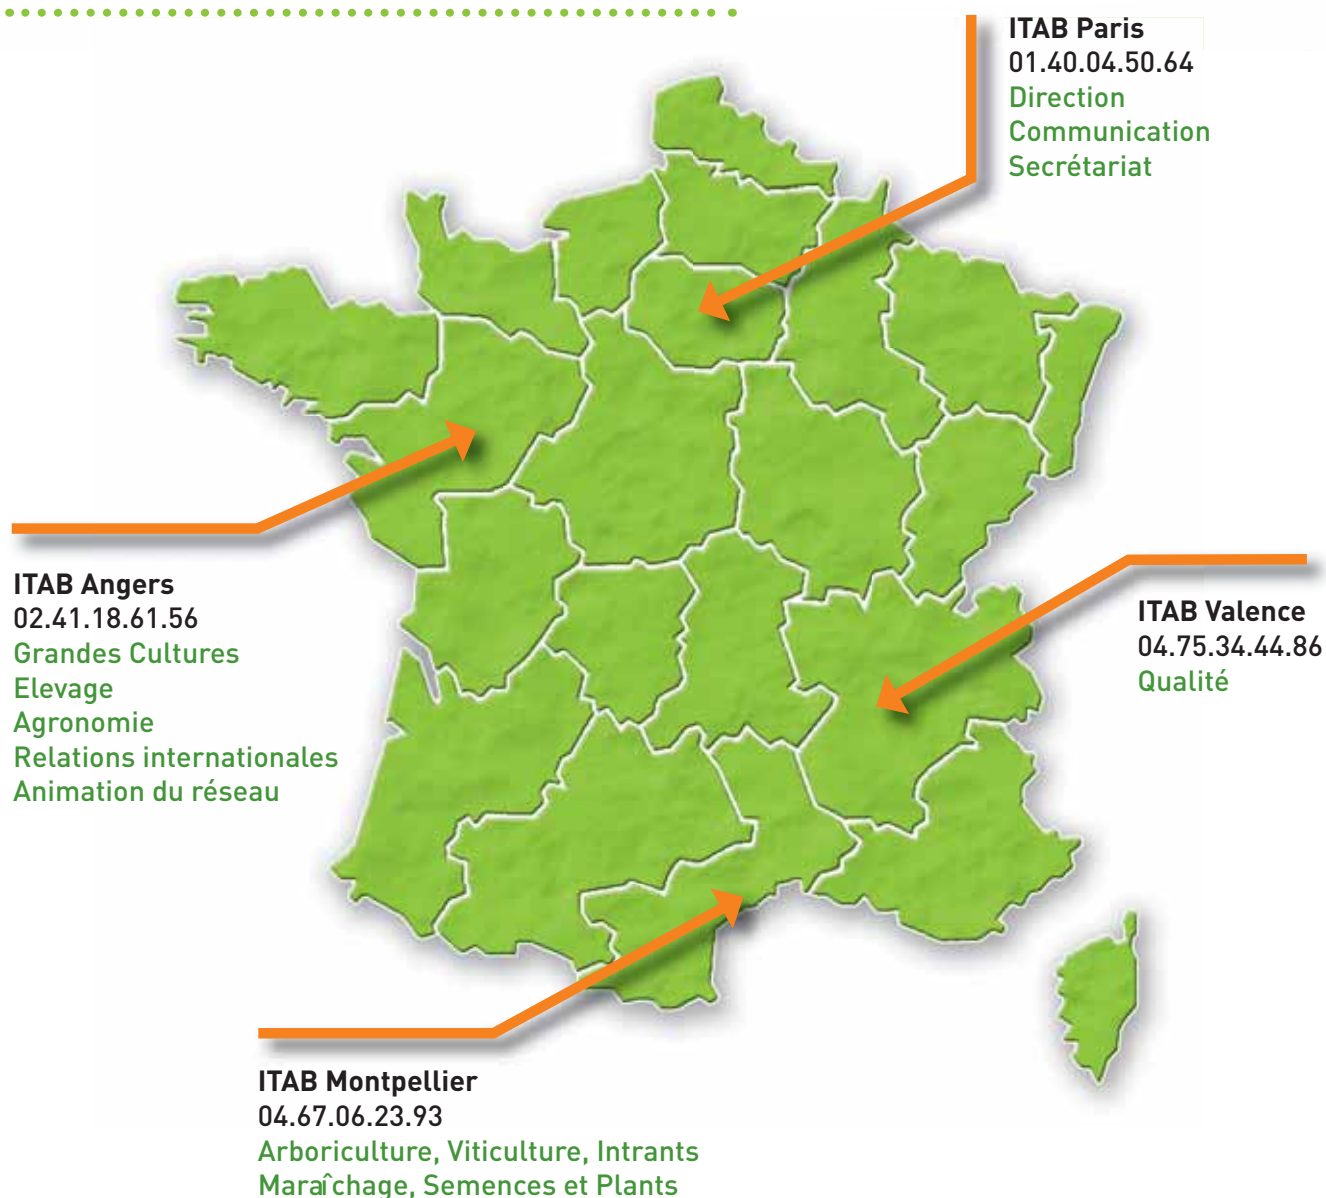 ITAB Paris
01.40.04.50.64
Direction
Communication
Secrétariat
ITAB Angers
02.41.18.61.56
Grandes Cultures
Elevage
Agronomie
Relations internationales
Animation du réseau
ITAB Valence
04.75.34.44.86
Qualité
ITAB Montpellier
04.67.06.23.93
Arboriculture, Viticulture, Intrants
Maraîchage, Semences et Plants